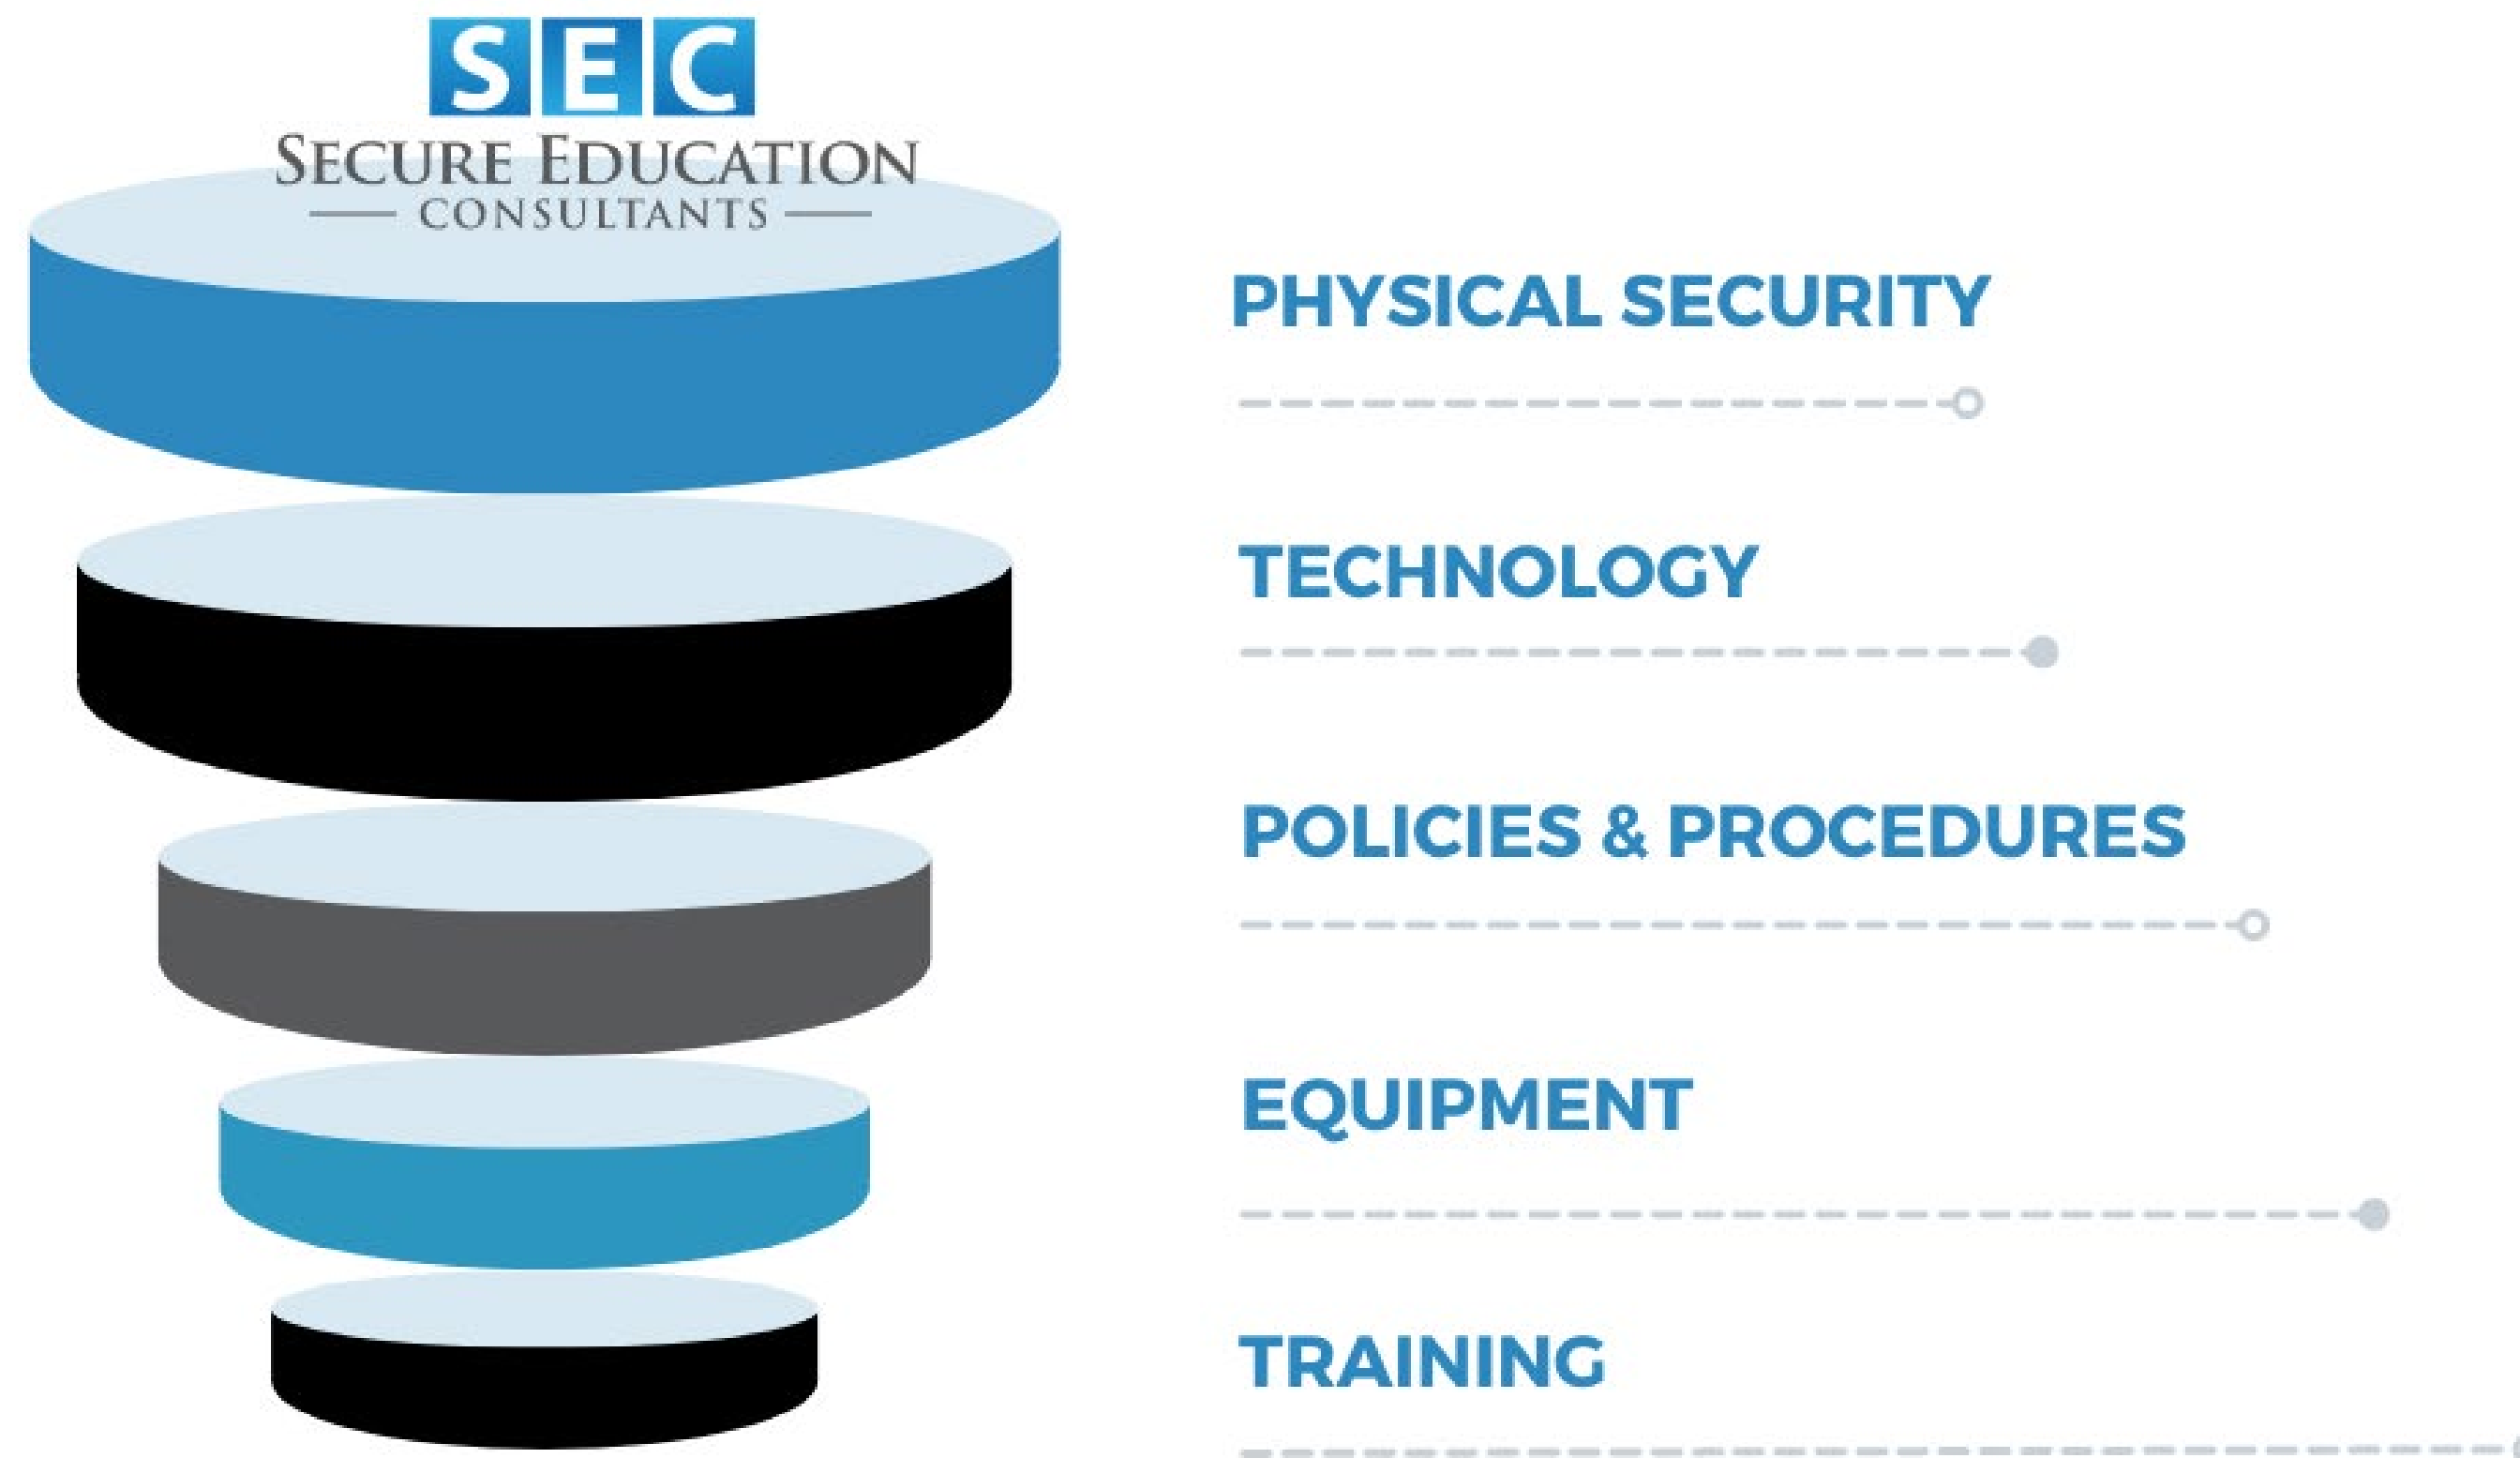 SEC
SECURE EDUCATION
CONSULTANTS
PHYSICAL SECURITY
TECHNOLOGY
POLICIES & PROCEDURES
EQUIPMENT
TRAINING